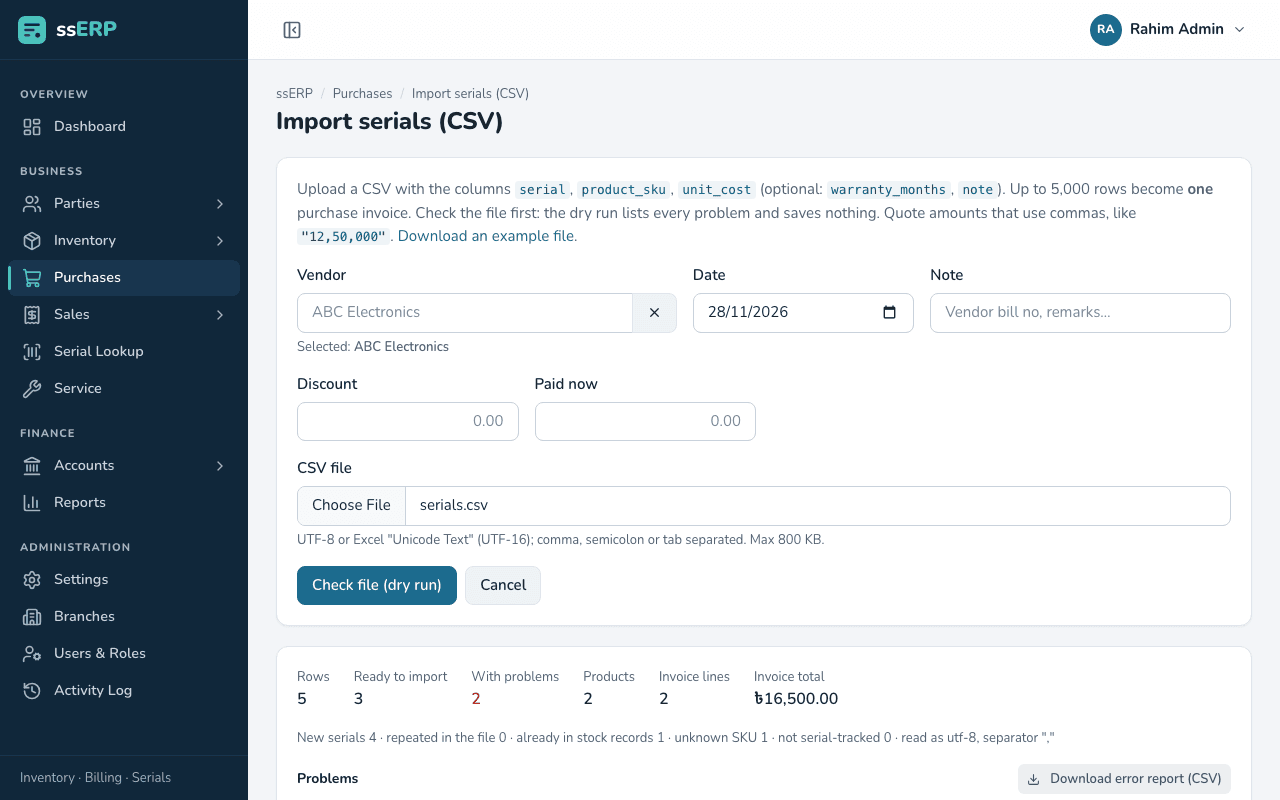 ssERP
RA
Rahim Admin
OVERVIEW
Dashboard
BUSINESS
Parties
Inventory
Purchases
Sales
Serial Lookup
Service
FINANCE
Accounts
Reports
ADMINISTRATION
Settings
Branches
Users & Roles
Activity Log
Inventory · Billing · Serials
ssERP / Purchases / Import serials (CSV)
Import serials (CSV)
Upload a CSV with the columns serial, product_sku, unit_cost (optional: warranty_months, note). Up to 5,000 rows become one
purchase invoice. Check the file first: the dry run lists every problem and saves nothing. Quote amounts that use commas, like
"12,50,000". Download an example file.
Vendor Date Note
ABC Electronics × 28/11/2026 Vendor bill no, remarks…
Selected: ABC Electronics
Discount Paid now
0.00 0.00
CSV file
Choose File serials.csv
UTF-8 or Excel "Unicode Text" (UTF-16); comma, semicolon or tab separated. Max 800 KB.
Check file (dry run) Cancel
Rows Ready to import With problems Products Invoice lines Invoice total
5 3 2 2 2 ৳16,500.00
New serials 4 · repeated in the file 0 · already in stock records 1 · unknown SKU 1 · not serial-tracked 0 · read as utf-8, separator ","
Problems Download error report (CSV)